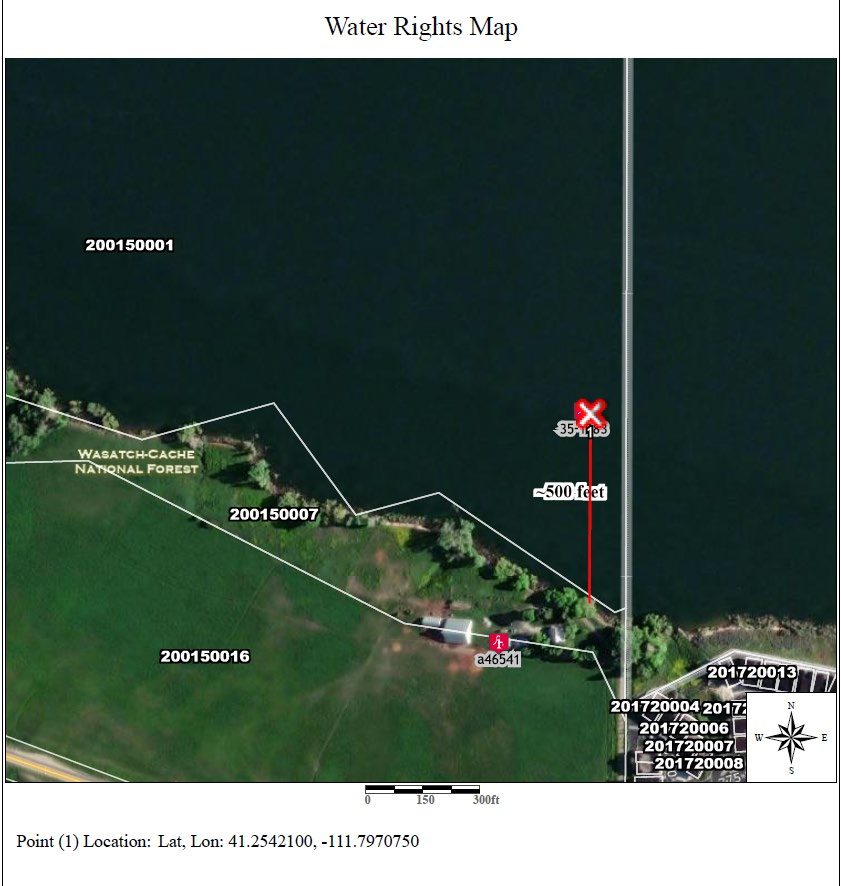 Water Rights Map
200150001
~500 feet
WASATCH-CACHE
NATIONAL FOREST
200150007
200150016
a46541
201720013
201720004
201720006
201720007
201720008
N
W
E
S
0
150
300ft
Point (1) Location: Lat, Lon: 41.2542100, -111.7970750